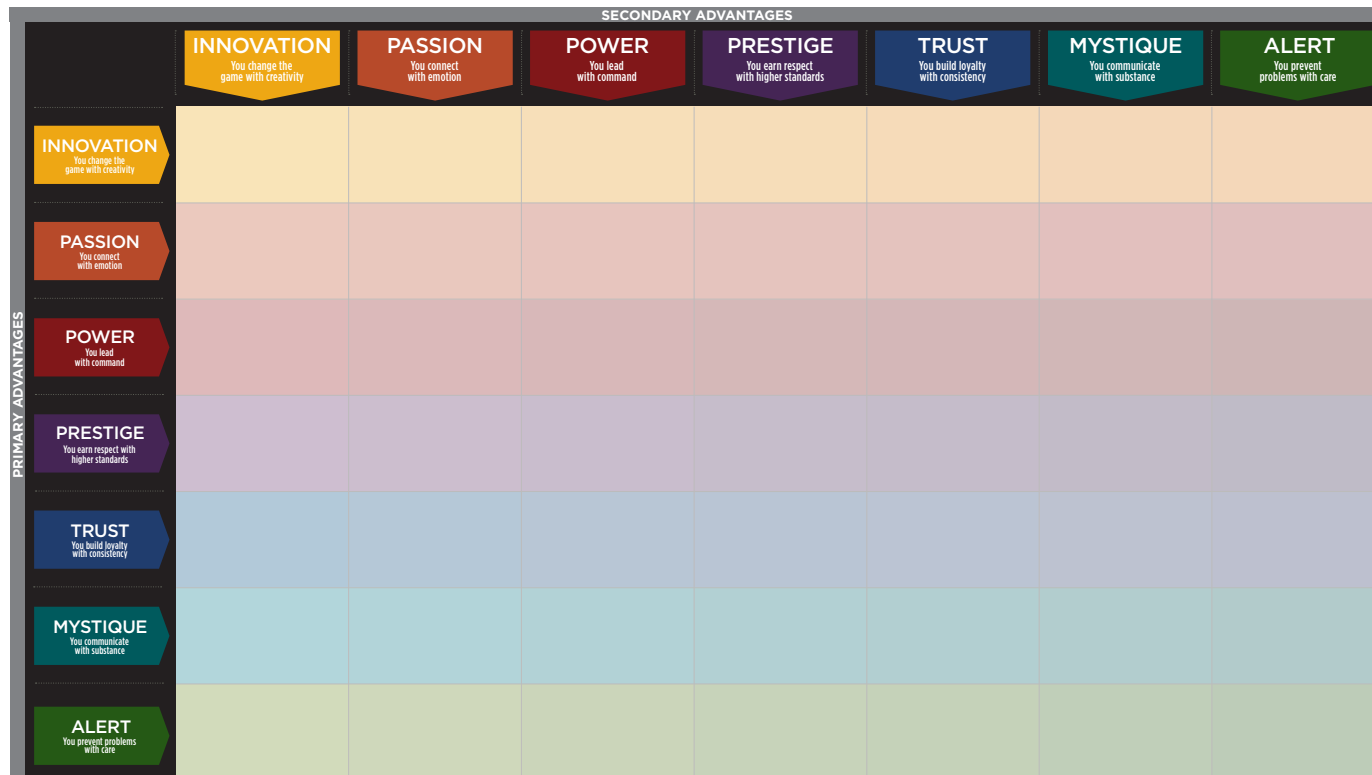 SECONDARY ADVANTAGES
INNOVATION
You change the
game with creativity
PASSION
You connect
with emotion
POWER
You lead
with command
PRESTIGE
You earn respect
with higher standards
TRUST
You build loyalty
with consistency
MYSTIQUE
You communicate
with substance
ALERT
You prevent
problems with care
PRIMARY ADVANTAGES
INNOVATION
You change the
game with creativity
PASSION
You connect
with emotion
POWER
You lead
with command
PRESTIGE
You earn respect with
higher standards
TRUST
You build loyalty
with consistency
MYSTIQUE
You communicate
with substance
ALERT
You prevent problems
with care